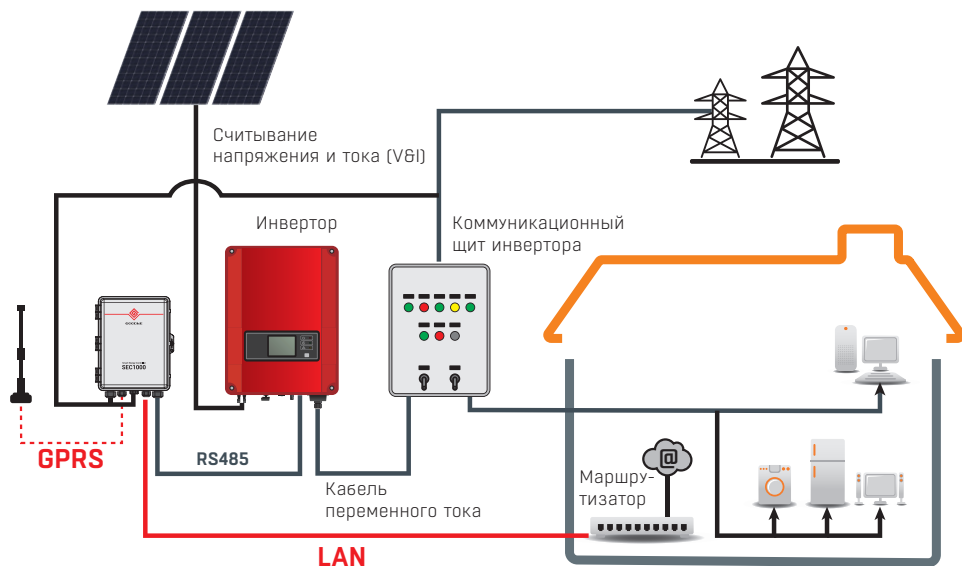 Считывание
напряжения и тока (V&I)
Инвертор
Коммуникационный
щит инвертора
SEC1000
GPRS
RS485
Кабель
переменного тока
Маршру-
тизатор
@
LAN